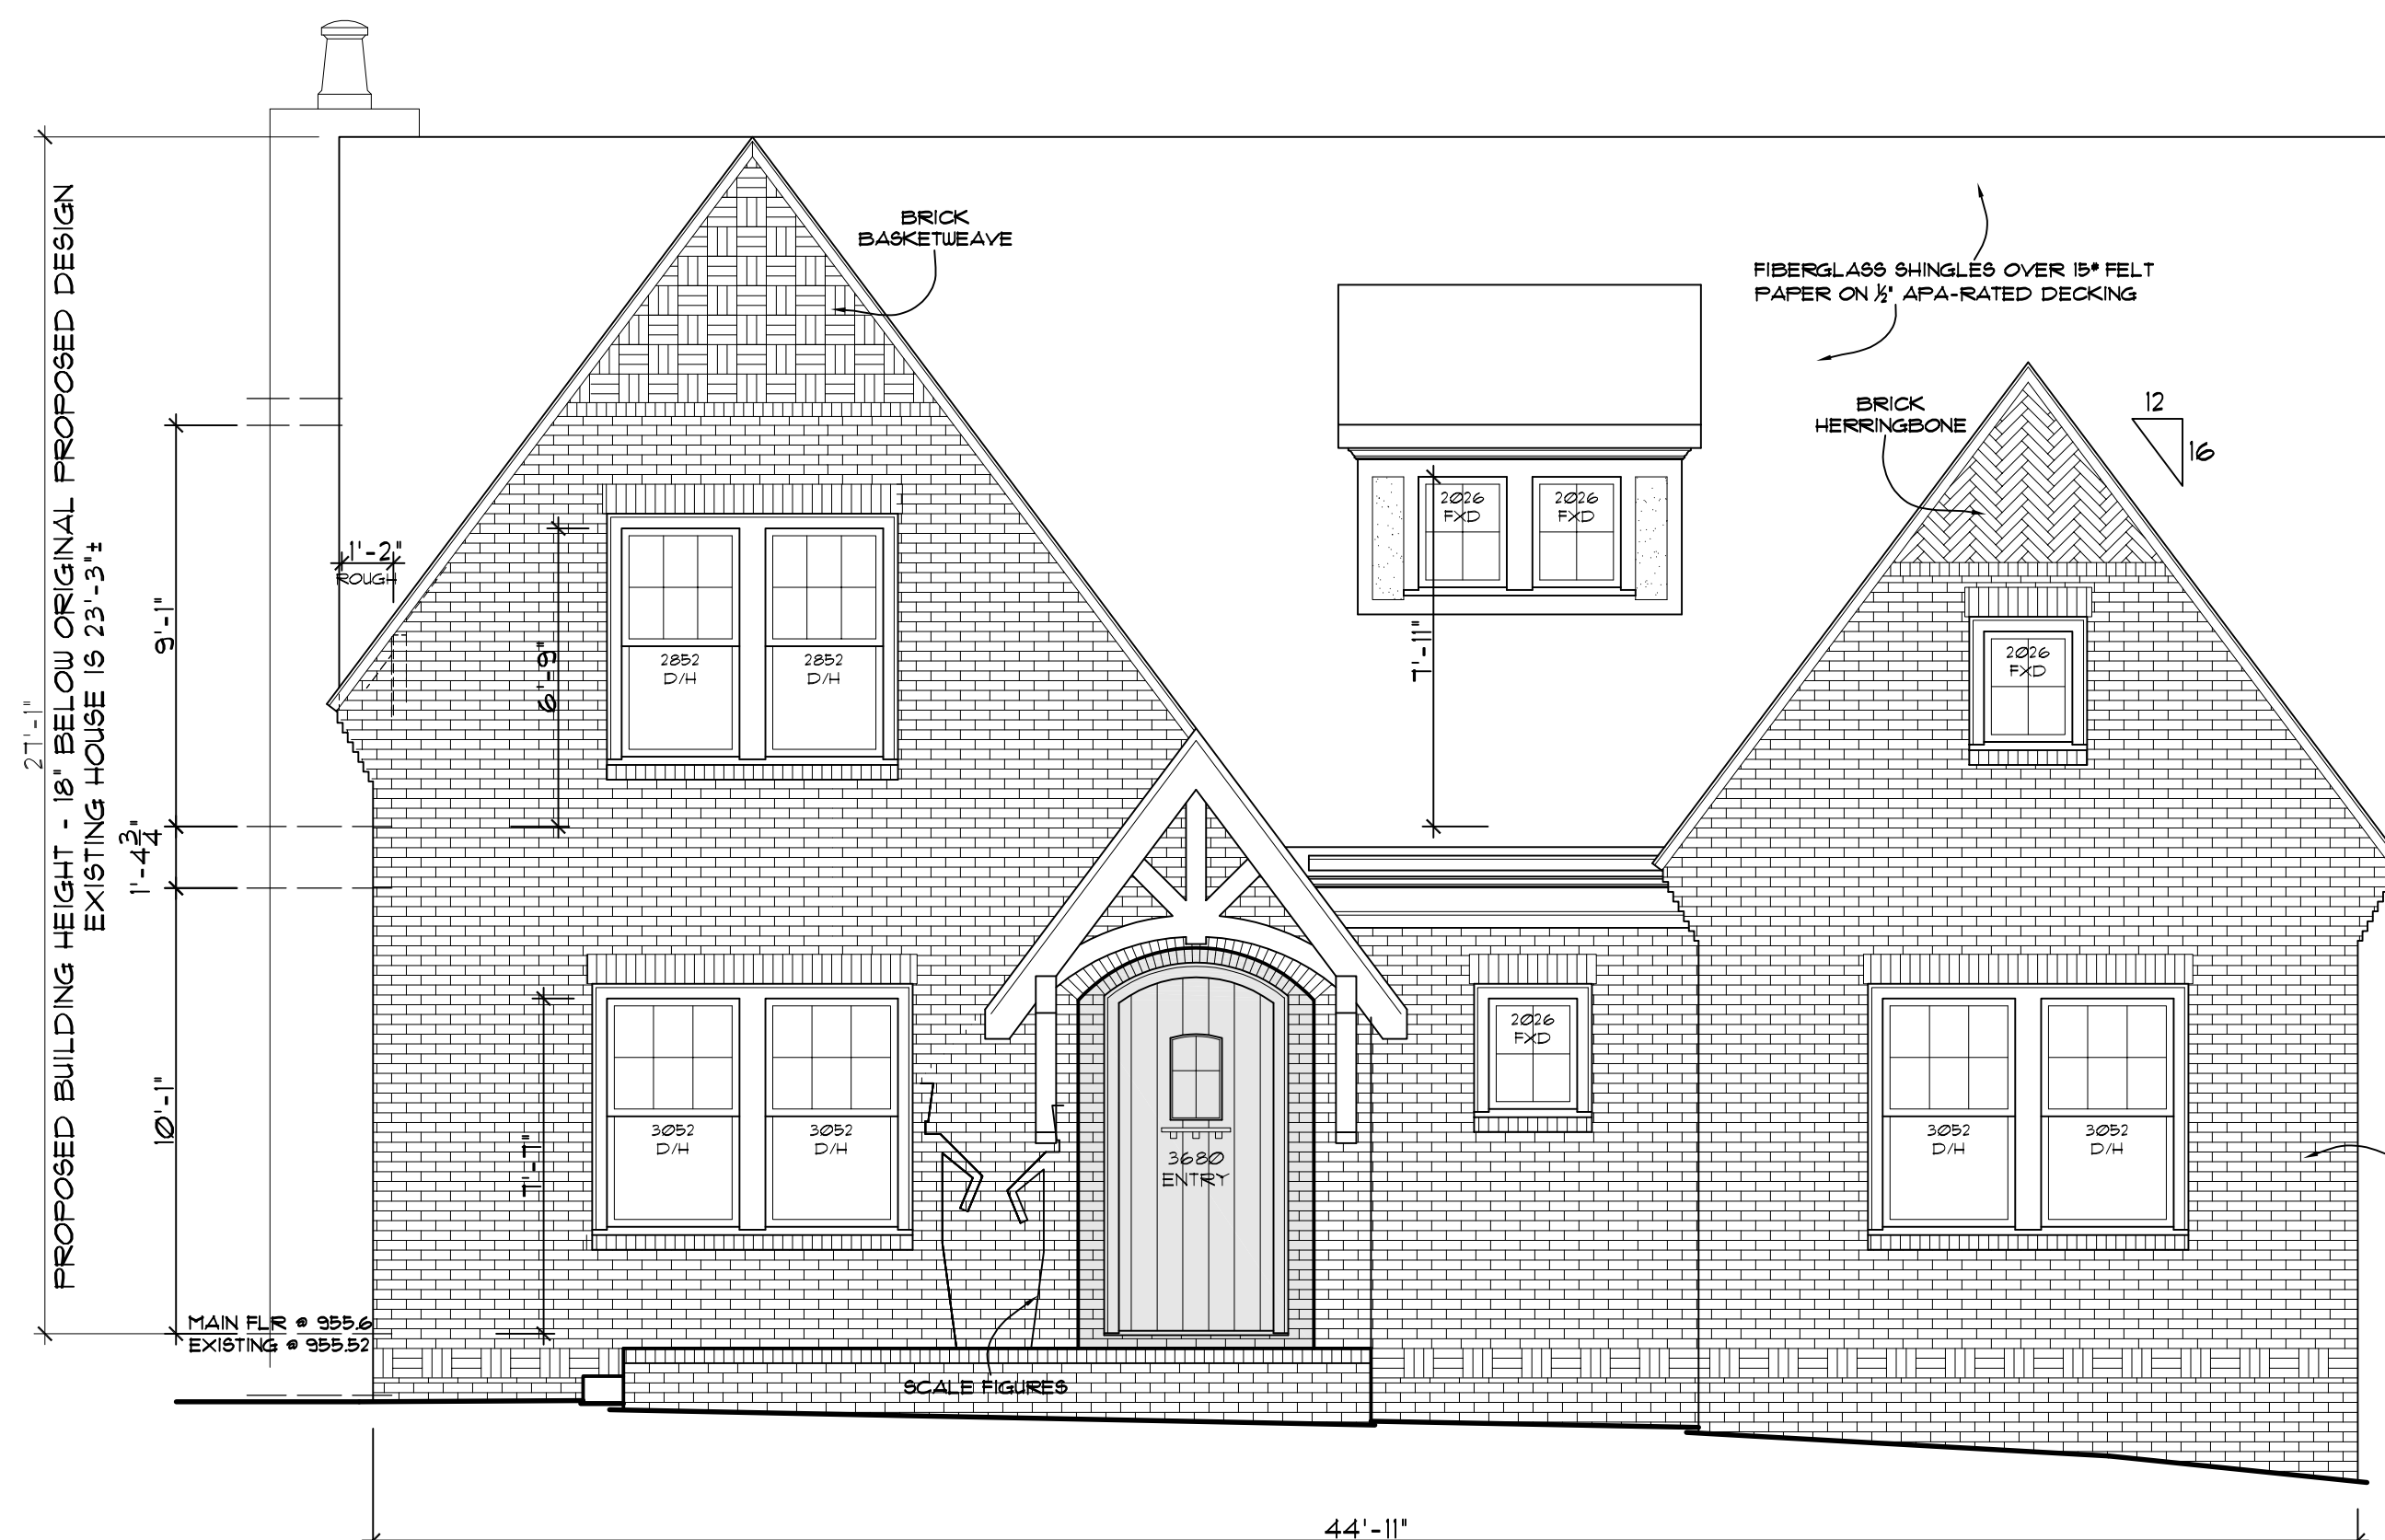 BRICK
BASKETWEAVE
FIBERGLASS SHINGLES OVER 15# FELT
PAPER ON ½" APA-RATED DECKING
BRICK
HERRINGBONE
12
16
2026
FXD
2026
FXD
PROPOSED BUILDING HEIGHT - 18" BELOW ORIGINAL PROPOSED DESIGN
EXISTING HOUSE IS 23'-3"±
27'-1"
1'-2"
ROUGH
9'-1"
6'-9"
7'-11"
2852
D/H
2852
D/H
2026
FXD
1'-4 3/4"
10'-1"
7'-7"
3052
D/H
3052
D/H
3680
ENTRY
2026
FXD
3052
D/H
3052
D/H
MAIN FLR @ 955.6
EXISTING @ 955.52
SCALE FIGURES
44'-11"